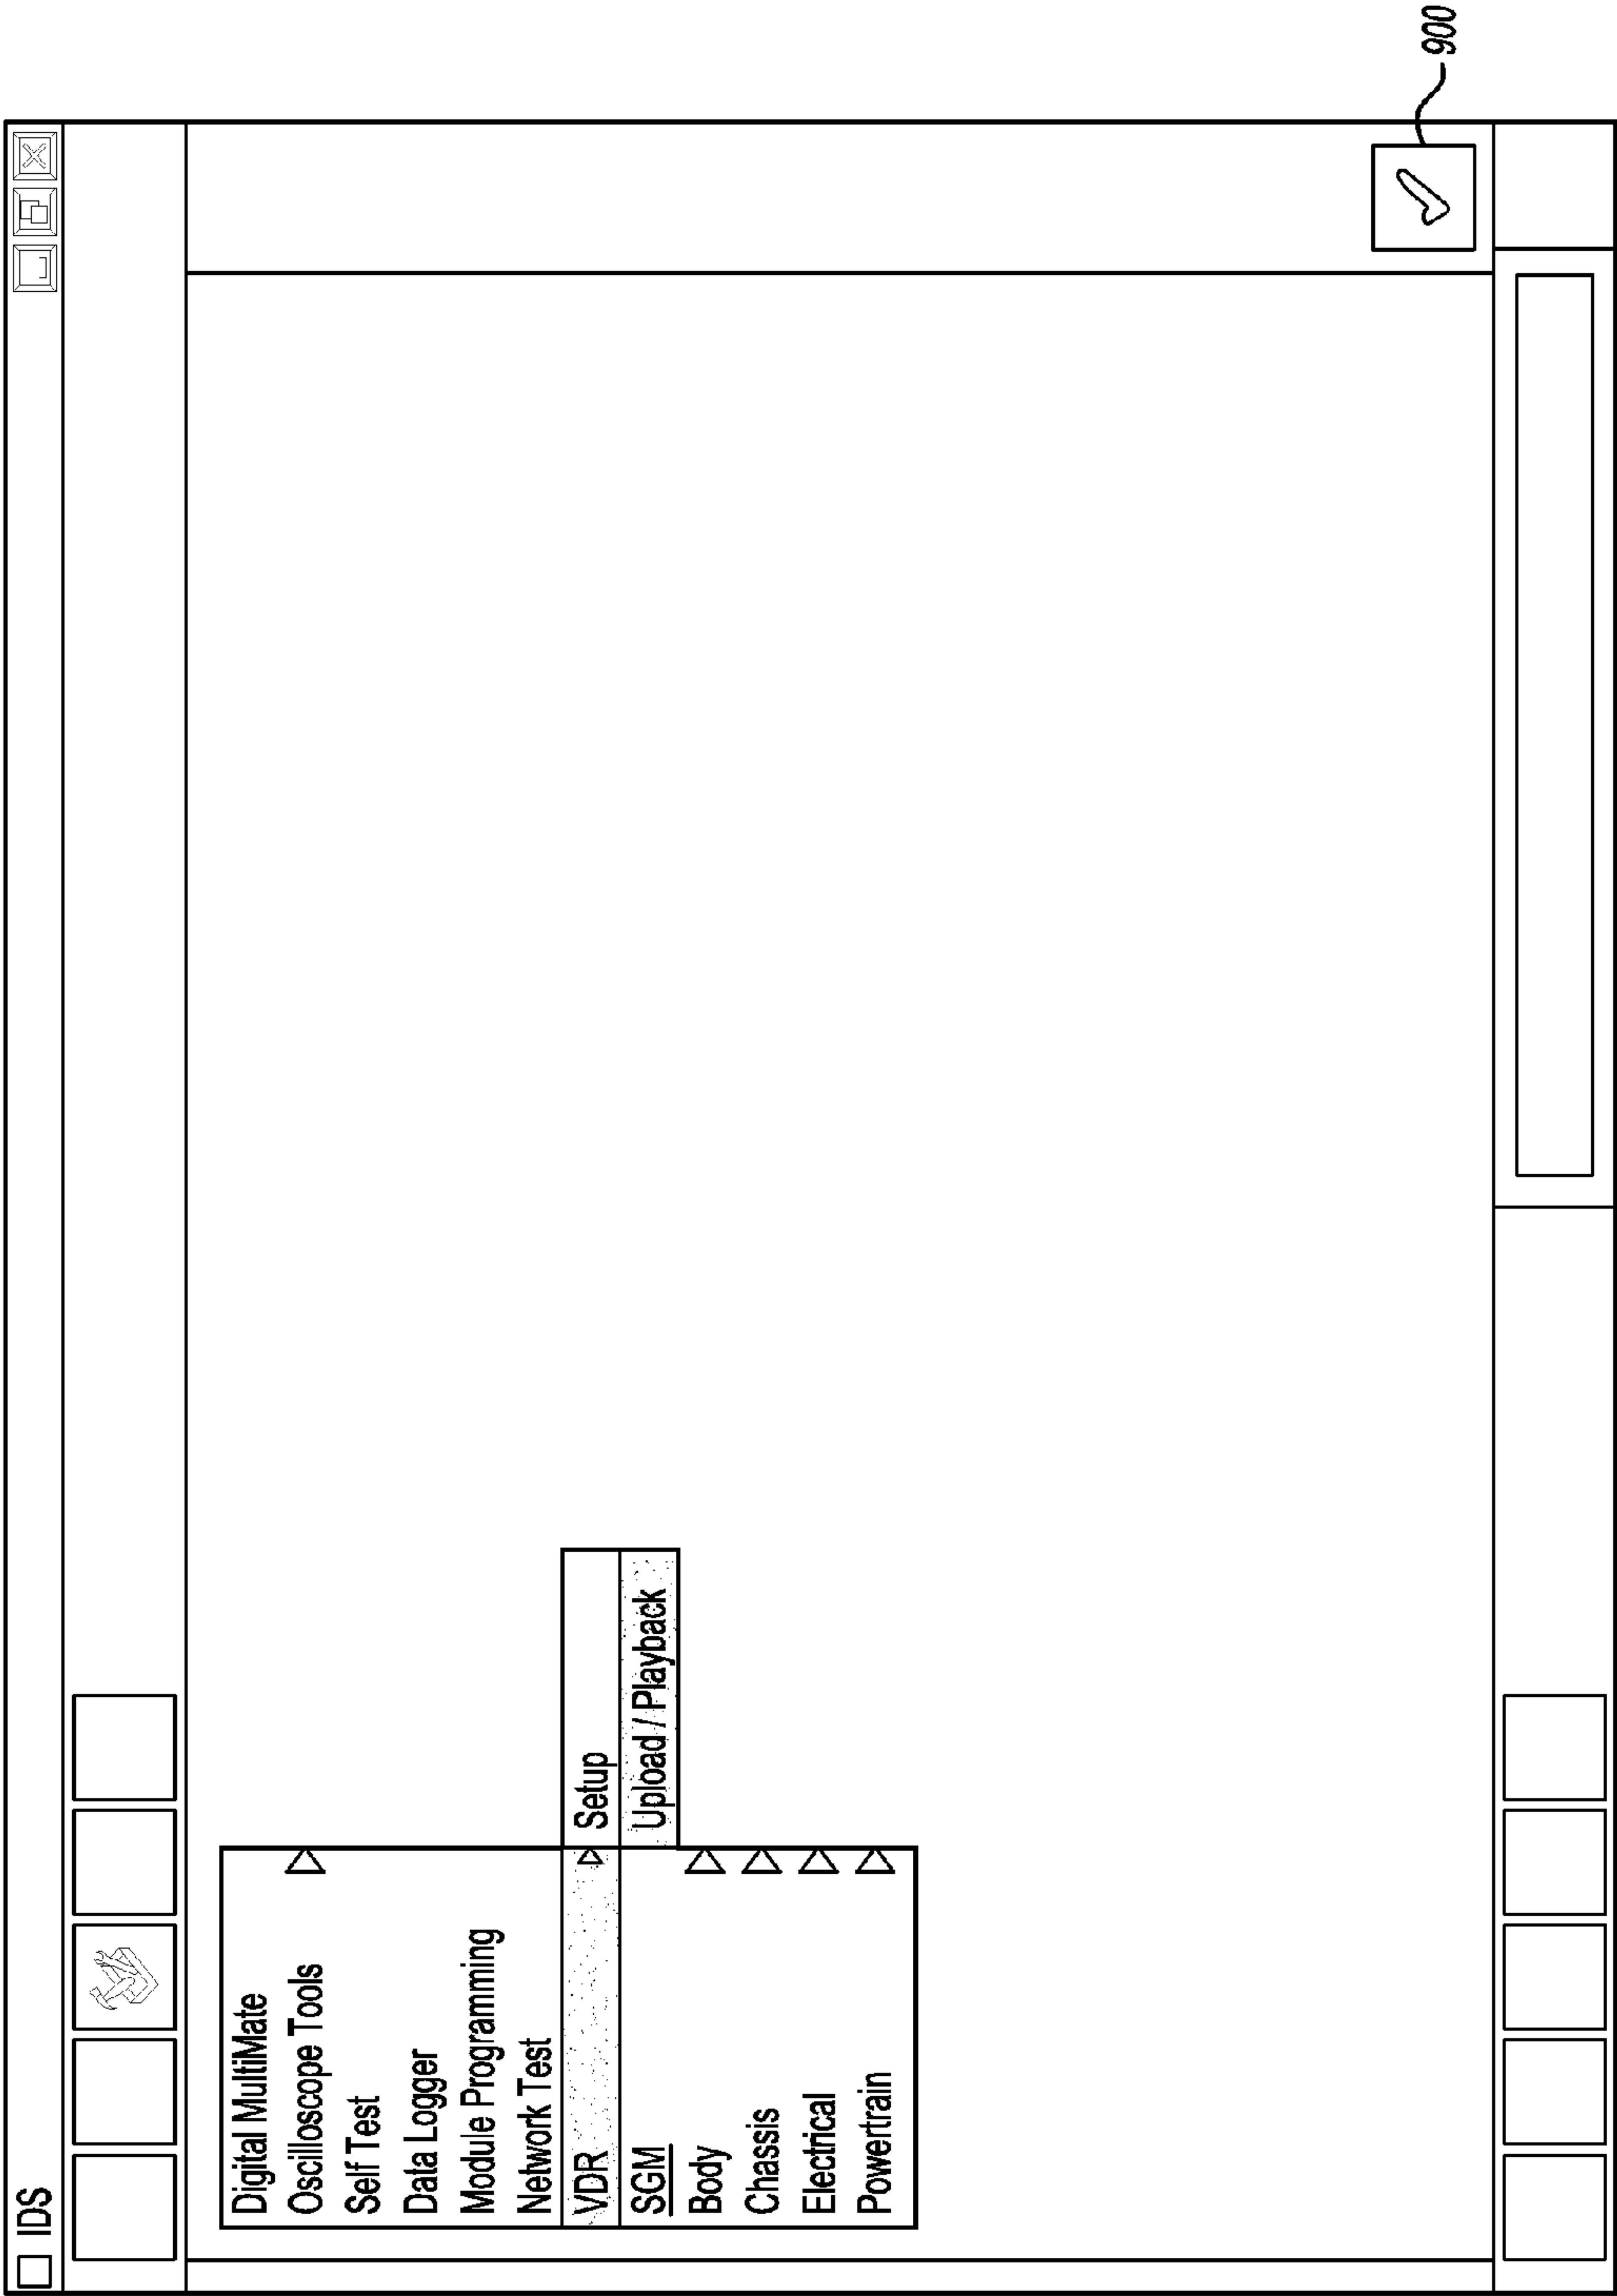 IDS
Digital MultiMate
Oscilloscope Tools
Self Test
Data Logger
Module Programming
Network Test
VDR
Setup
SGM
Upload / Playback
Body
Chassis
Electrical
Powertrain
900